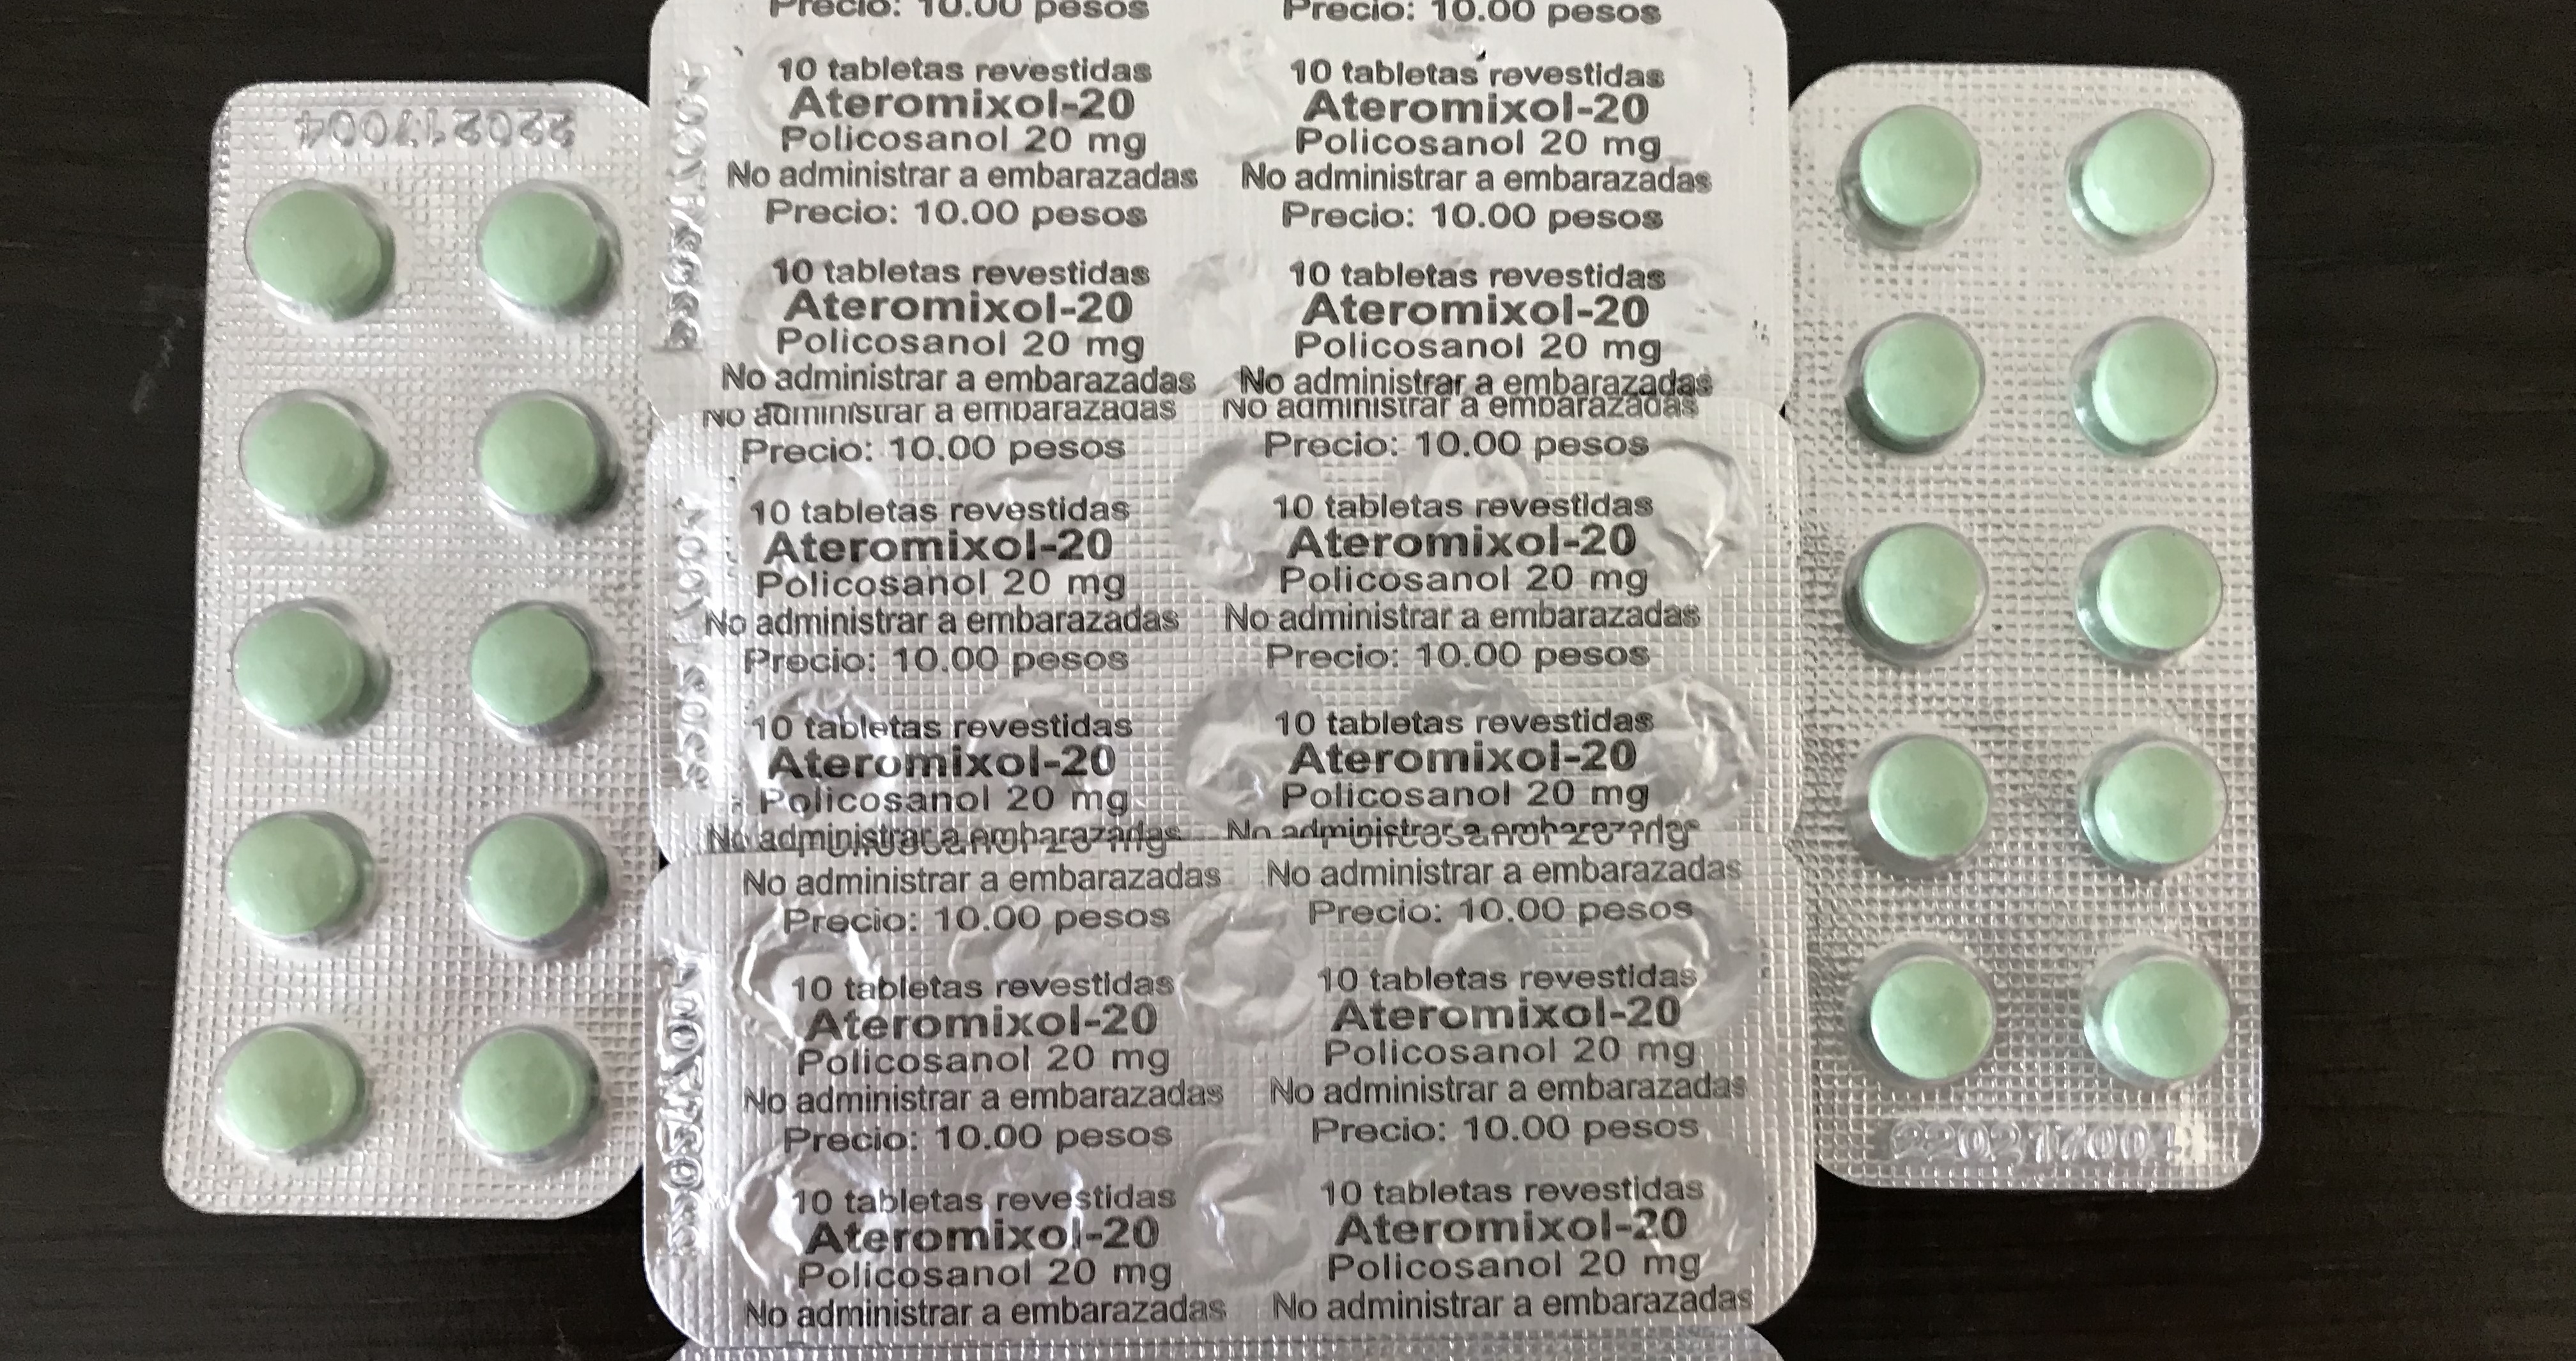 220217004
Precio: 10.00 pesos Precio: 10.00 pesos
10 tabletas revestidas 10 tabletas revestidas
Ateromixol-20 Ateromixol-20
Policosanol 20 mg Policosanol 20 mg
No administrar a embarazadas No administrar a embarazadas
Precio: 10.00 pesos Precio: 10.00 pesos
10 tabletas revestidas 10 tabletas revestidas
Ateromixol-20 Ateromixol-20
Policosanol 20 mg Policosanol 20 mg
No administrar a embarazadas No administrar a embarazadas
No administrar a embarazadas No administrar a embarazadas
Precio: 10.00 pesos Precio: 10.00 pesos
10 tabletas revestidas 10 tabletas revestidas
Ateromixol-20 Ateromixol-20
Policosanol 20 mg Policosanol 20 mg
No administrar a embarazadas No administrar a embarazadas
Precio: 10.00 pesos Precio: 10.00 pesos
10 tabletas revestidas 10 tabletas revestidas
Ateromixol-20 Ateromixol-20
Policosanol 20 mg Policosanol 20 mg
No administrar a embarazadas No administrar a embarazadas
Precio: 10.00 pesos Precio: 10.00 pesos
10 tabletas revestidas 10 tabletas revestidas
Ateromixol-20 Ateromixol-20
Policosanol 20 mg Policosanol 20 mg
No administrar a embarazadas No administrar a embarazadas
Precio: 10.00 pesos Precio: 10.00 pesos
10 tabletas revestidas 10 tabletas revestidas
Ateromixol-20 Ateromixol-20
Policosanol 20 mg Policosanol 20 mg
No administrar a embarazadas No administrar a embarazadas